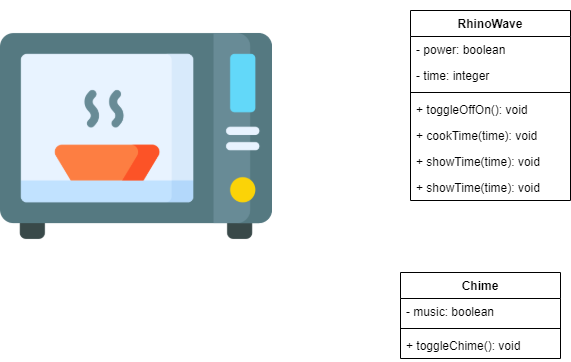 RhinoWave
- power: boolean
- time: integer
+ toggleOffOn(): void
+ cookTime(time): void
+ showTime(time): void
+ showTime(time): void
Chime
- music: boolean
+ toggleChime(): void